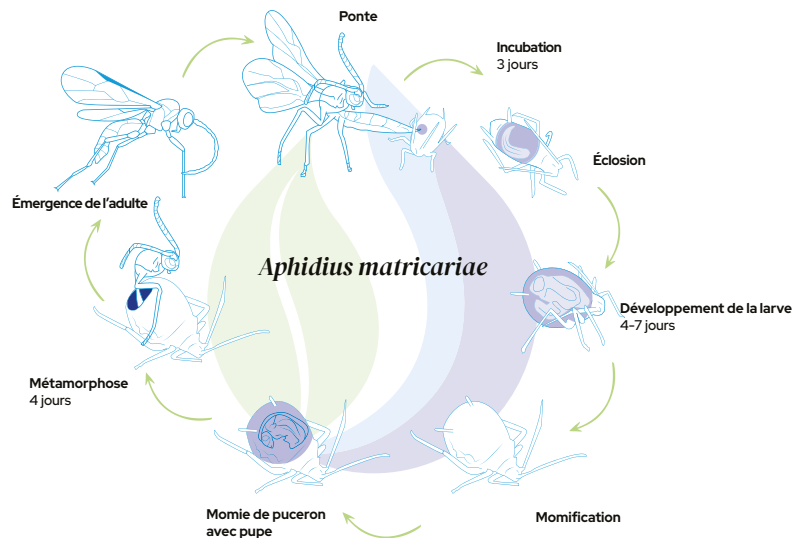 Ponte
Incubation
3 jours
Éclosion
Développement de la larve
4-7 jours
Momification
Momie de puceron
avec pupe
Métamorphose
4 jours
Émergence de l'adulte
Aphidius matricariae